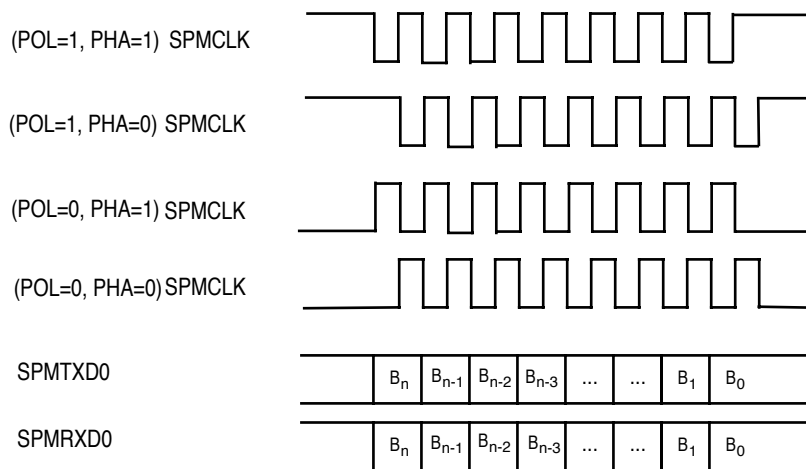 (POL=1, PHA=1) SPMCLK
(POL=1, PHA=0) SPMCLK
(POL=0, PHA=1) SPMCLK
(POL=0, PHA=0) SPMCLK
SPMTXD0 Bn Bn-1 Bn-2 Bn-3 ... ... B1 B0
SPMRXD0 Bn Bn-1 Bn-2 Bn-3 ... ... B1 B0